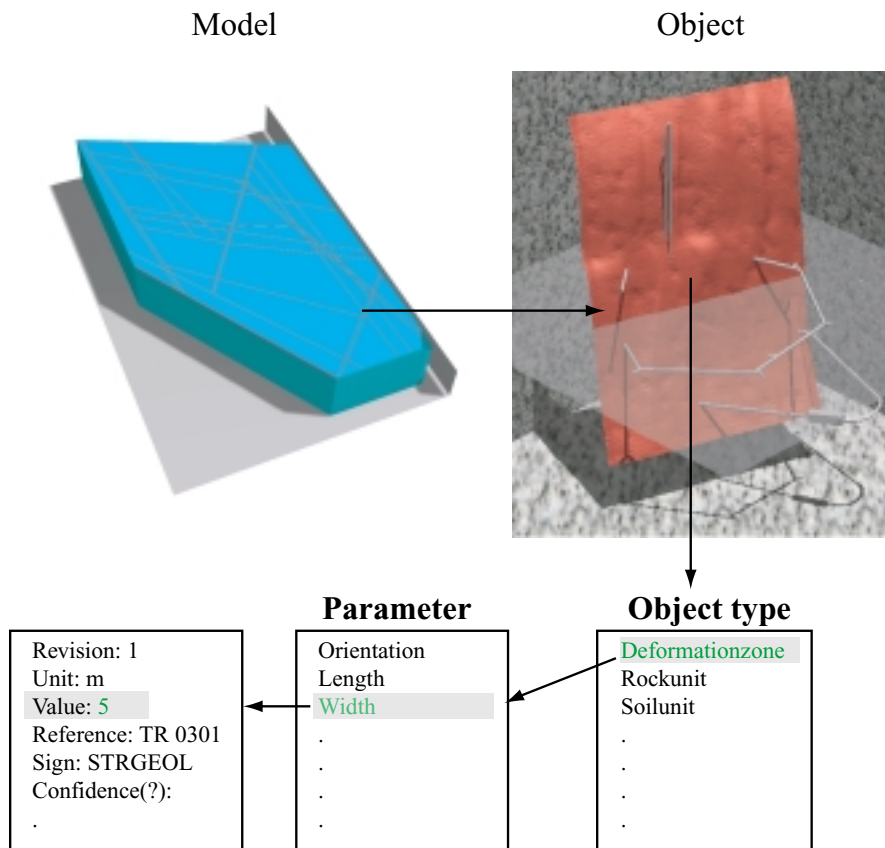 Model
Object
Parameter
Object type
Revision: 1
Unit: m
Value: 5
Reference: TR 0301
Sign: STRGEOL
Confidence(?):
.
Orientation
Length
Width
.
.
.
.
Deformationzone
Rockunit
Soilunit
.
.
.
.